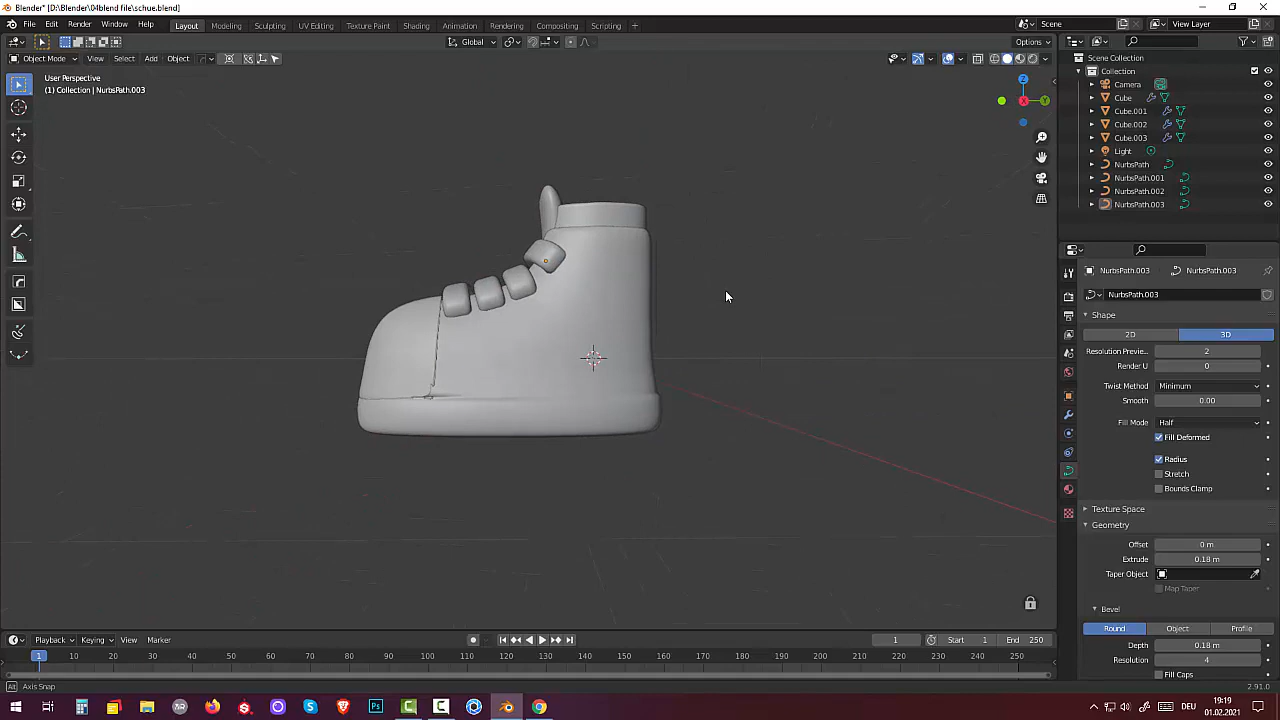 Blender* [D:\Blender\04blend file\schue.blend]
File Edit Render Window Help Layout Modeling Sculpting UV Editing Texture Paint Shading Animation Rendering Compositing Scripting Scene View Layer
Global Options
Object Mode View Select Add Object
User Perspective
(1) Collection | NurbsPath.003
Z
X
Y
Scene Collection
Collection
Camera
Cube
Cube.001
Cube.002
Cube.003
Light
NurbsPath
NurbsPath.001
NurbsPath.002
NurbsPath.003
NurbsPath.003 NurbsPath.003
NurbsPath.003
Shape
2D 3D
Resolution Previe... 2
Render U 0
Twist Method Minimum
Smooth 0.00
Fill Mode Half
Fill Deformed
Radius
Stretch
Bounds Clamp
Texture Space
Geometry
Offset 0 m
Extrude 0.18 m
Taper Object
Map Taper
Bevel
Round Object Profile
Depth 0.18 m
Resolution 4
Fill Caps
Playback Keying View Marker 1 Start 1 End 250
1 10 20 30 40 50 60 70 80 90 100 110 120 130 140 150 160 170 180 190 200 210 220 230 240 250
Axis Snap 2.91.0
Ps DEU 19:19
01.02.2021